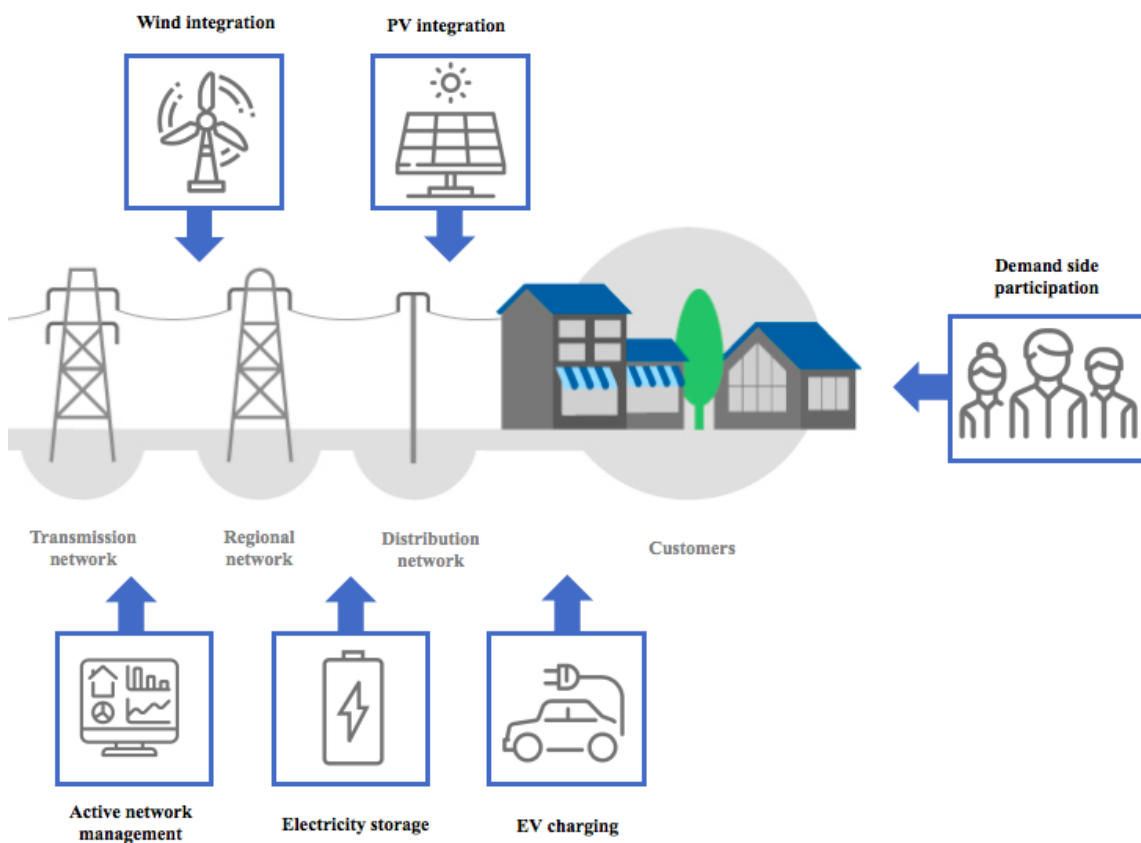 Wind integration
PV integration
Demand side
participation
Transmission
network
Regional
network
Distribution
network
Customers
Active network
management
Electricity storage
EV charging